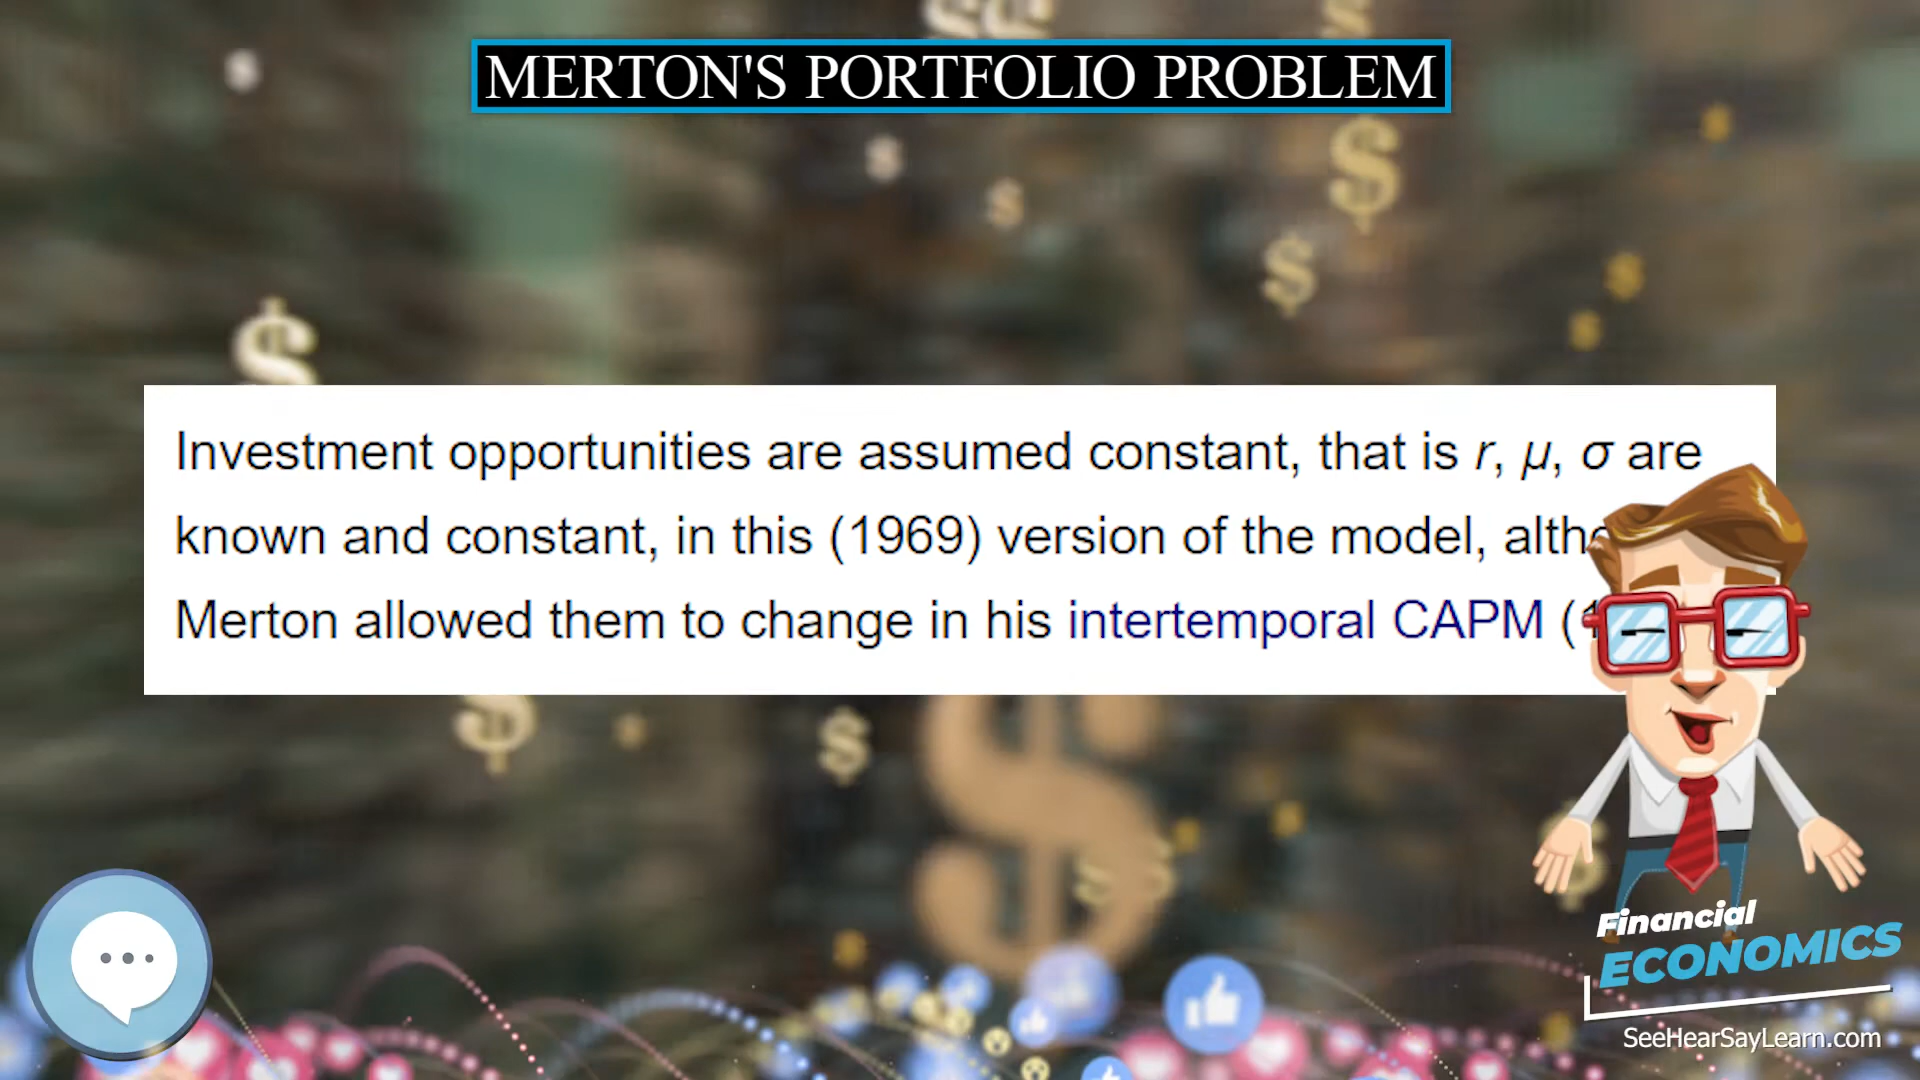 MERTON'S PORTFOLIO PROBLEM
Investment opportunities are assumed constant, that is r, μ, σ are
known and constant, in this (1969) version of the model,
Merton allowed them to change in his intertemporal CAPM
Financial
ECONOMICS
SeeHearSayLearn.com